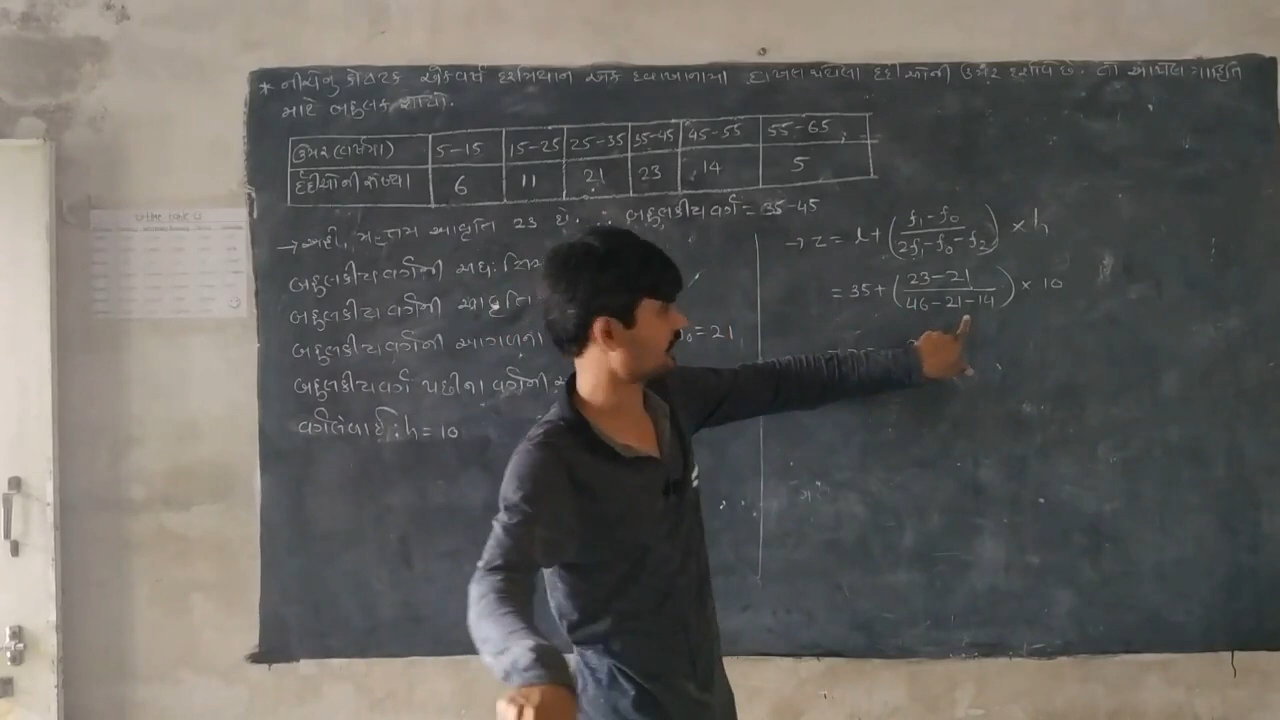 * નીચેનું કોષ્ટક એકવર્ષ દરમિયાન એક દવાખાનામાં દાખલ થયેલા દર્દીઓની ઉંમર દર્શાવે છે. તો આપેલ માહિતિ
માટે બહુલક શોધો.
ઉંમર (વર્ષમાં) 5-15 15-25 25-35 35-45 45-55 55-65
દર્દીઓની સંખ્યા 6 11 21 23 14 5
→ અહીં, મહત્તમ આવૃતિ 23 છે. ∴ બહુલકીય વર્ગ = 35-45
બહુલકીય વર્ગની અધઃ
બહુલકીય વર્ગની આવૃતિ
બહુલકીય વર્ગની આગળના = 21
બહુલકીય વર્ગ પછીના વર્ગની
વર્ગલંબાઈ : h = 10
→ Z = l + (f₁-f₀ / 2f₁-f₀-f₂) × h
= 35 + (23-21 / 46-21-14) × 10